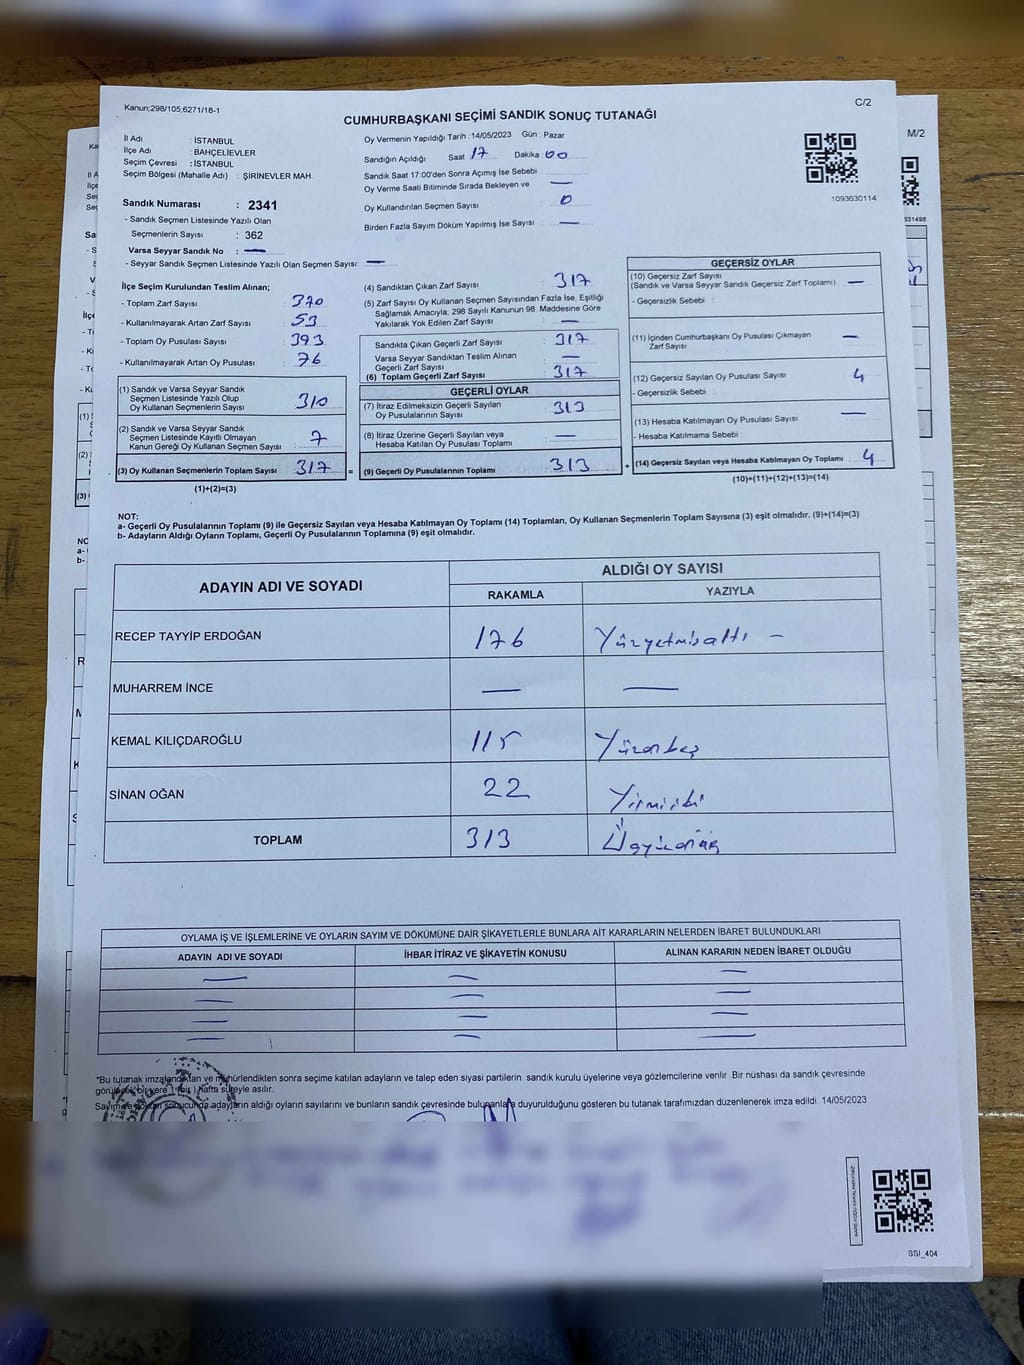 Kanun;298/105,6271/18-1
C/2
CUMHURBAŞKANI SEÇİMİ SANDIK SONUÇ TUTANAĞI
M/2
İl Adı : İSTANBUL
İlçe Adı : BAHÇELİEVLER
Seçim Çevresi : İSTANBUL
Seçim Bölgesi (Mahalle Adı) : ŞİRİNEVLER MAH.
Sandık Numarası : 2341
- Sandık Seçmen Listesinde Yazılı Olan
Seçmenlerin Sayısı : 362
Varsa Seyyar Sandık No : —
- Seyyar Sandık Seçmen Listesinde Yazılı Olan Seçmen Sayısı: —
Oy Vermenin Yapıldığı Tarih : 14/05/2023 Gün : Pazar
Sandığın Açıldığı Saat 17 Dakika 00
Sandık Saat 17:00'den Sonra Açımış İse Sebebi :
Oy Verme Saati Bitiminde Sırada Bekleyen ve —
Oy Kullandırılan Seçmen Sayısı 0
Birden Fazla Sayım Döküm Yapılmış İse Sayısı : —
1093630114
İlçe Seçim Kurulundan Teslim Alınan;
- Toplam Zarf Sayısı : 370
- Kullanılmayarak Artan Zarf Sayısı : 53
- Toplam Oy Pusulası Sayısı : 393
- Kullanılmayarak Artan Oy Pusulası : 76
(1) Sandık ve Varsa Seyyar Sandık
Seçmen Listesinde Yazılı Olup
Oy Kullanan Seçmenlerin Sayısı 310
(2) Sandık ve Varsa Seyyar Sandık
Seçmen Listesinde Kayıtlı Olmayan
Kanun Gereği Oy Kullanan Seçmen Sayısı : 7
(3) Oy Kullanan Seçmenlerin Toplam Sayısı 317 =
(1)+(2)=(3)
(4) Sandıktan Çıkan Zarf Sayısı : 317
(5) Zarf Sayısı Oy Kullanan Seçmen Sayısından Fazla İse, Eşitliği
Sağlamak Amacıyla; 298 Sayılı Kanunun 98. Maddesine Göre
Yakılarak Yok Edilen Zarf Sayısı : —
Sandıkta Çıkan Geçerli Zarf Sayısı : 317
Varsa Seyyar Sandıktan Teslim Alınan
Geçerli Zarf Sayısı : —
(6) Toplam Geçerli Zarf Sayısı : 317
GEÇERLİ OYLAR
(7) İtiraz Edilmeksizin Geçerli Sayılan
Oy Pusulalarının Sayısı : 313
(8) İtiraz Üzerine Geçerli Sayılan veya
Hesaba Katılan Oy Pusulası Toplamı : —
(9) Geçerli Oy Pusulalarının Toplamı : 313 +
GEÇERSİZ OYLAR
(10) Geçersiz Zarf Sayısı :
(Sandık ve Varsa Seyyar Sandık Geçersiz Zarf Toplamı) —
- Geçersizlik Sebebi :
(11) İçinden Cumhurbaşkanı Oy Pusulası Çıkmayan
Zarf Sayısı : —
(12) Geçersiz Sayılan Oy Pusulası Sayısı : 4
- Geçersizlik Sebebi :
(13) Hesaba Katılmayan Oy Pusulası Sayısı : —
- Hesaba Katılmama Sebebi :
(14) Geçersiz Sayılan veya Hesaba Katılmayan Oy Toplamı : 4
(10)+(11)+(12)+(13)=(14)
NOT:
a- Geçerli Oy Pusulalarının Toplamı (9) ile Geçersiz Sayılan veya Hesaba Katılmayan Oy Toplamı (14) Toplamları, Oy Kullanan Seçmenlerin Toplam Sayısına (3) eşit olmalıdır. (9)+(14)=(3)
b- Adayların Aldığı Oyların Toplamı, Geçerli Oy Pusulalarının Toplamına (9) eşit olmalıdır.
ADAYIN ADI VE SOYADI
ALDIĞI OY SAYISI
RAKAMLA YAZIYLA
RECEP TAYYİP ERDOĞAN 176 Yüzyetmişaltı —
MUHARREM İNCE — —
KEMAL KILIÇDAROĞLU 115 Yüzonbeş
SİNAN OĞAN 22 Yirmiiki
TOPLAM 313 Üçyüzonüç
OYLAMA İŞ VE İŞLEMLERİNE VE OYLARIN SAYIM VE DÖKÜMÜNE DAİR ŞİKAYETLERLE BUNLARA AİT KARARLARIN NELERDEN İBARET BULUNDUKLARI
ADAYIN ADI VE SOYADI İHBAR İTİRAZ VE ŞİKAYETİN KONUSU ALINAN KARARIN NEDEN İBARET OLDUĞU
— — —
— — —
— — —
— — —
*Bu tutanak imzalandıktan ve mühürlendikten sonra seçime katılan adayların ve talep eden siyasi partilerin sandık kurulu üyelerine veya gözlemcilerine verilir. Bir nüshası da sandık çevresinde
görülecek bir yere 1 (bir) hafta süreyle asılır.
Sayım ve döküm sonucunda adayların aldığı oyların sayılarını ve bunların sandık çevresinde bulunanlara duyurulduğunu gösteren bu tutanak tarafımızdan düzenlenerek imza edildi. 14/05/2023
SSI_404